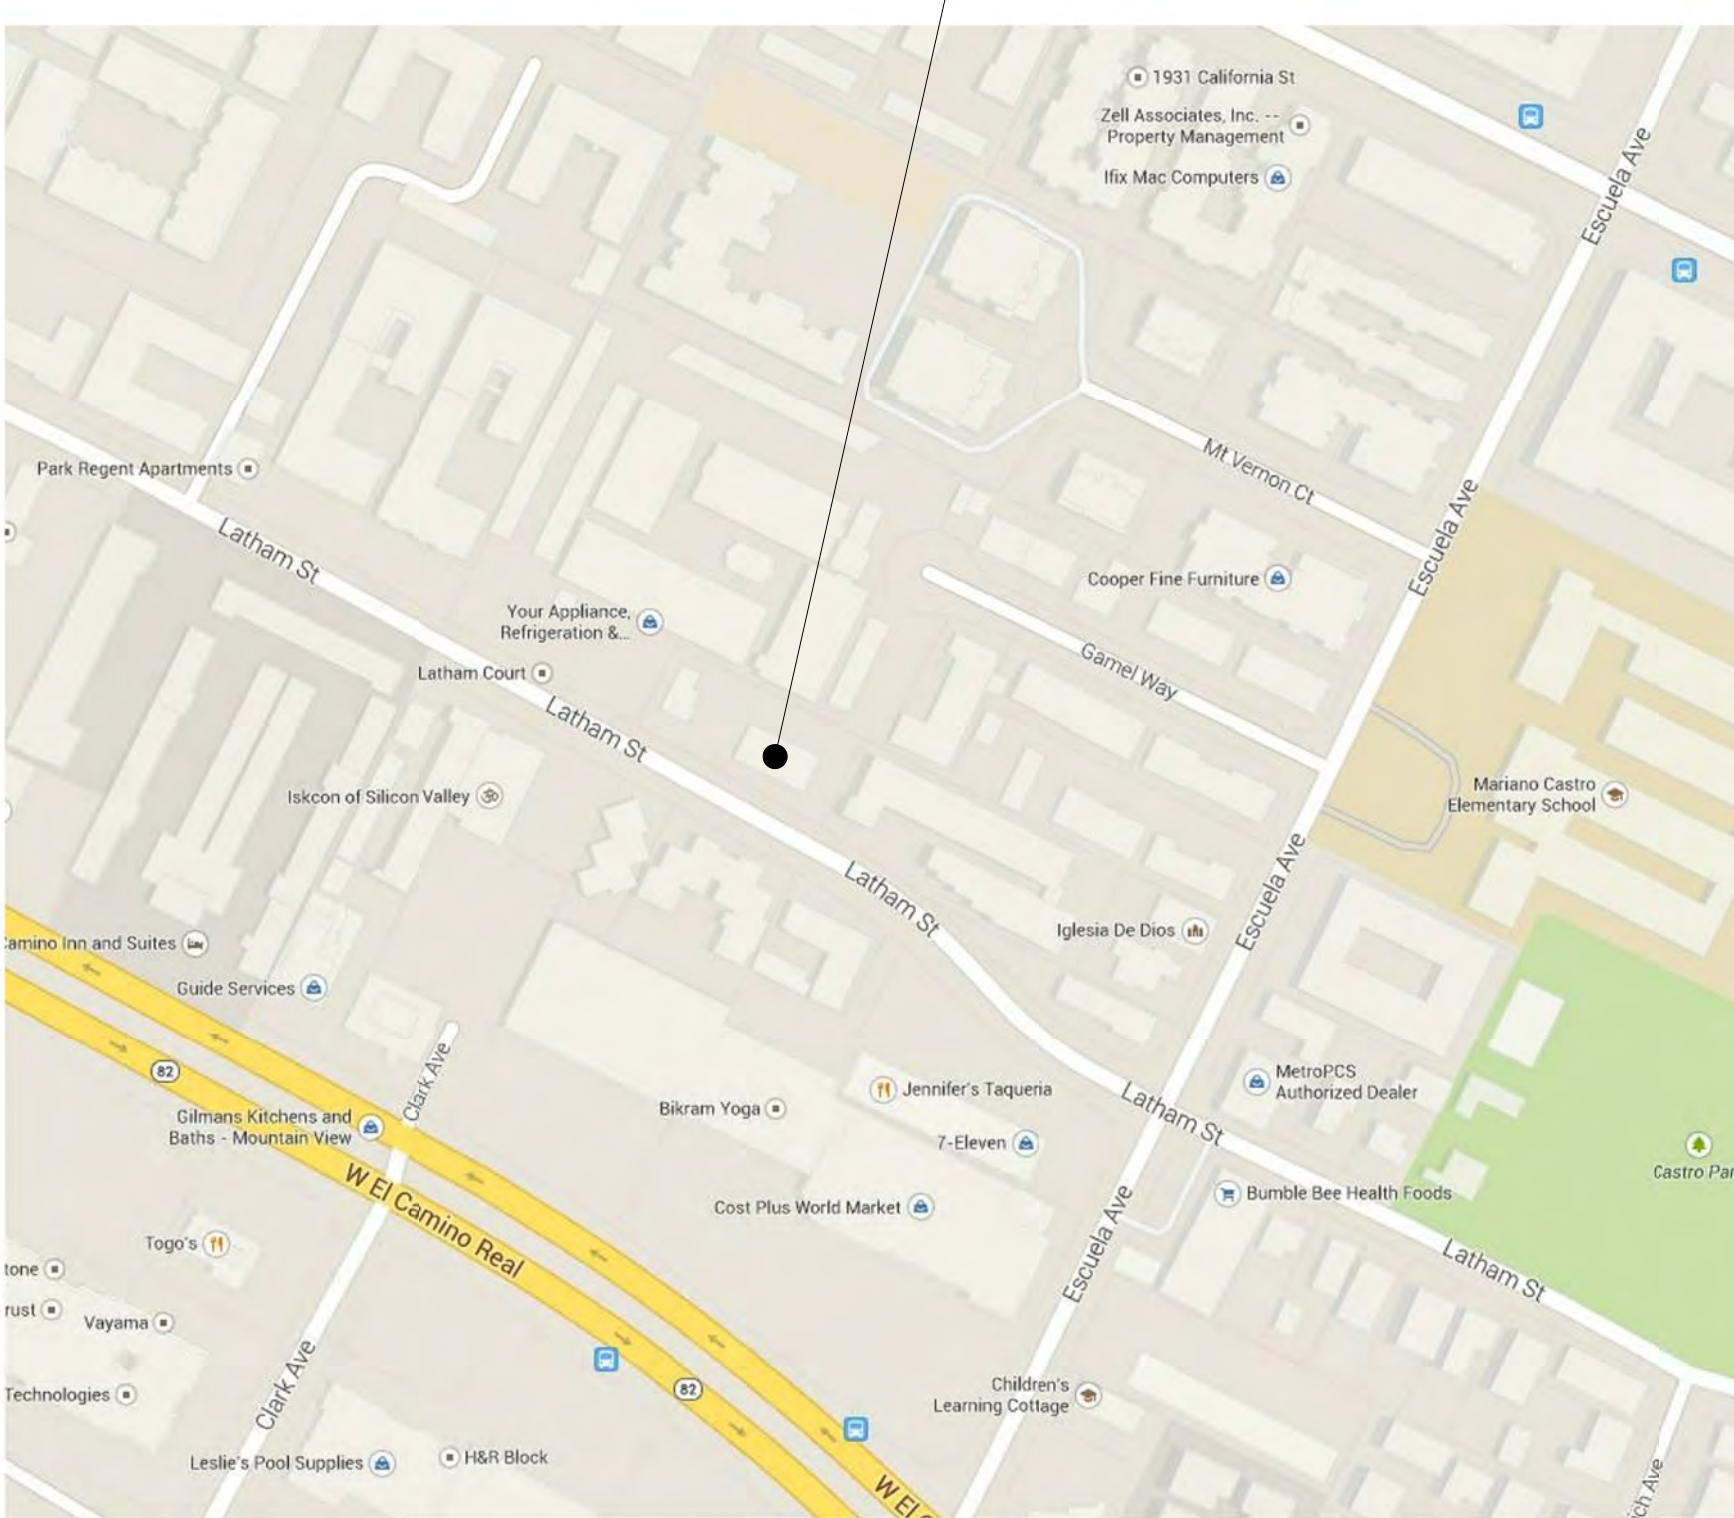 1931 California St
Zell Associates, Inc. --
Property Management
Ifix Mac Computers
Escuela Ave
Park Regent Apartments
Mt Vernon Ct
Latham St
Escuela Ave
Cooper Fine Furniture
Your Appliance,
Refrigeration &...
Latham Court
Gamel Way
Latham St
Iskcon of Silicon Valley
Mariano Castro
Elementary School
Latham St
Escuela Ave
Iglesia De Dios
Camino Inn and Suites
Guide Services
82
Clark Ave
MetroPCS
Authorized Dealer
Jennifer's Taqueria
Bikram Yoga
Latham St
Gilmans Kitchens and
Baths - Mountain View
7-Eleven
Castro Par
W El Camino Real
Cost Plus World Market
Bumble Bee Health Foods
Escuela Ave
Togo's
Latham St
tone
rust
Vayama
Technologies
Clark Ave
82
Children's
Learning Cottage
Leslie's Pool Supplies
H&R Block
W El C
ich Ave